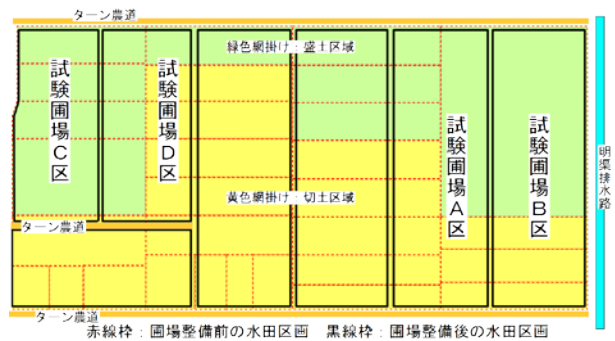 ターン農道
緑色網掛け:盛土区域
試験圃場C区
試験圃場D区
試験圃場A区
試験圃場B区
明渠排水路
黄色網掛け:切土区域
ターン農道
ターン農道
赤線枠:圃場整備前の水田区画 黒線枠:圃場整備後の水田区画